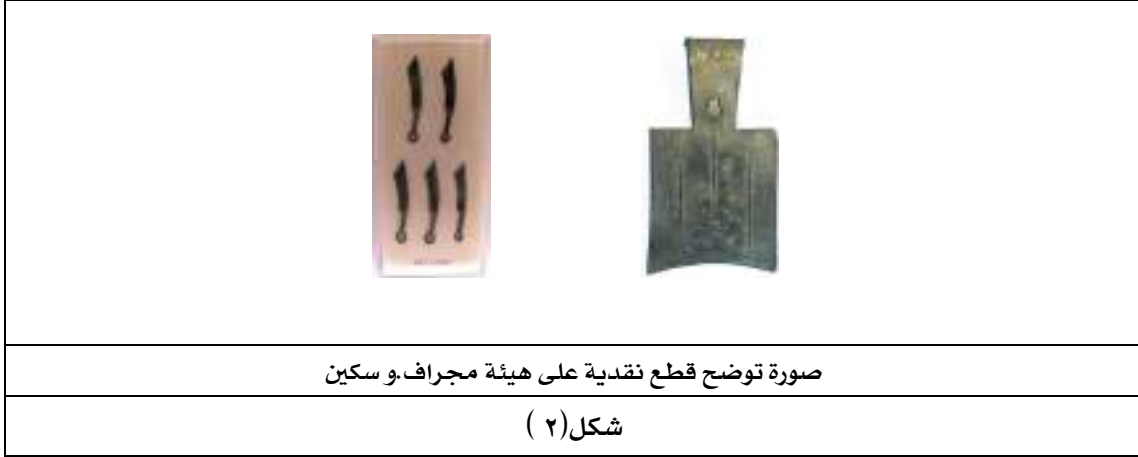 صورة توضح قطع نقدية على هيئة مجراف.و سكين
شكل(٢ )